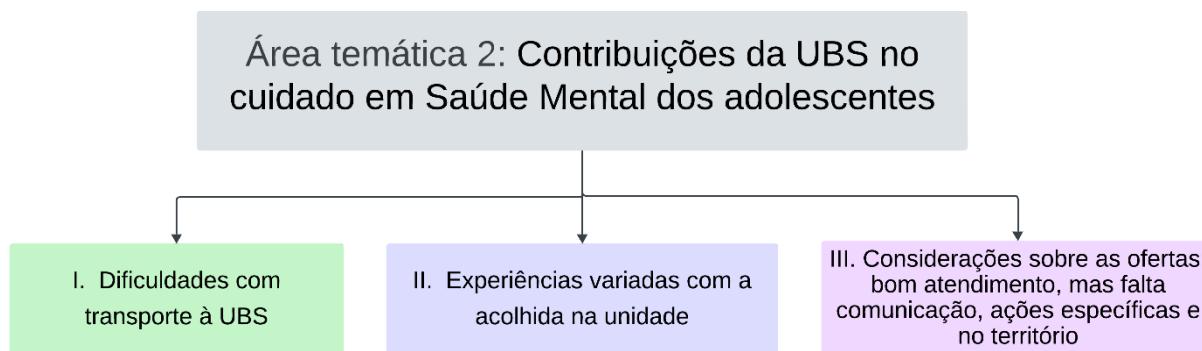 Área temática 2: Contribuições da UBS no
cuidado em Saúde Mental dos adolescentes
I. Dificuldades com
transporte à UBS
II. Experiências variadas com a
acolhida na unidade
III. Considerações sobre as ofertas:
bom atendimento, mas falta
comunicação, ações específicas e
no território